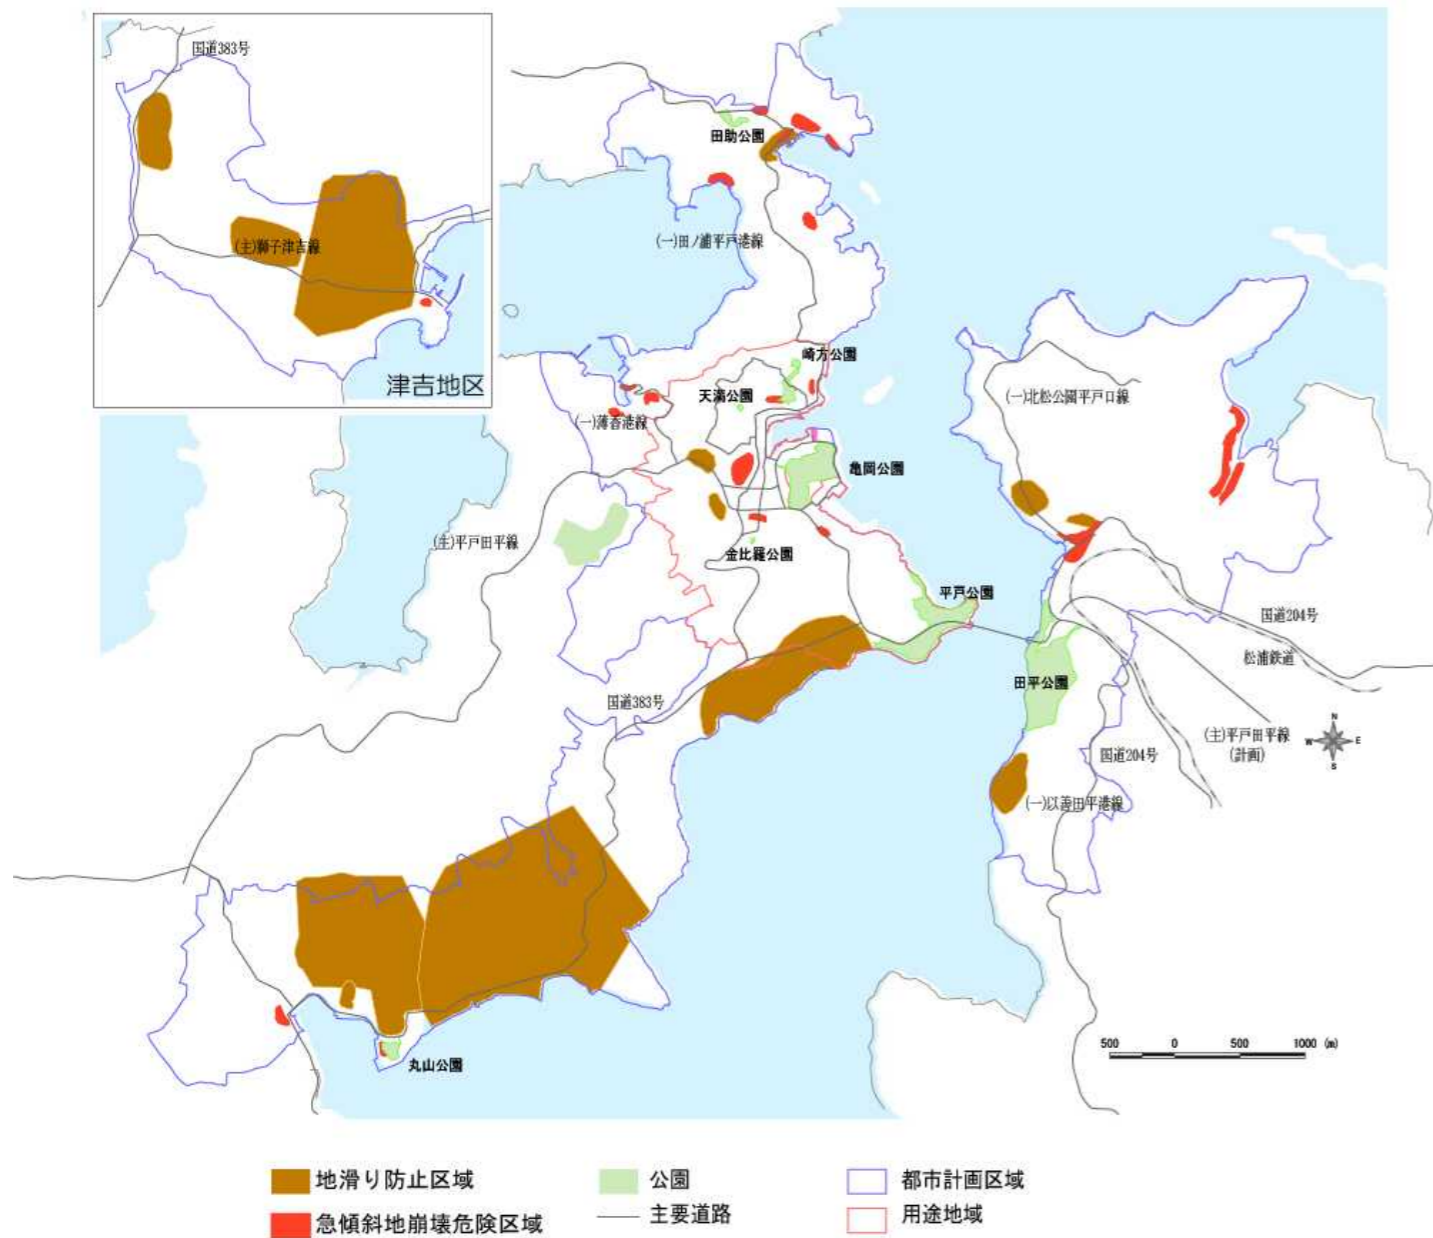 国道383号
(主)獅子津吉線
津吉地区
田助公園
(一)田ノ浦平戸港線
崎方公園
天満公園
(一)薄香港線
亀岡公園
(一)北松公園平戸口線
(主)平戸田平線
金比羅公園
平戸公園
国道204号
松浦鉄道
田平公園
国道383号
(主)平戸田平線
(計画)
国道204号
(一)以善田平港線
丸山公園
N
W
E
S
500 0 500 1000 (m)
地滑り防止区域
公園
都市計画区域
急傾斜地崩壊危険区域
主要道路
用途地域